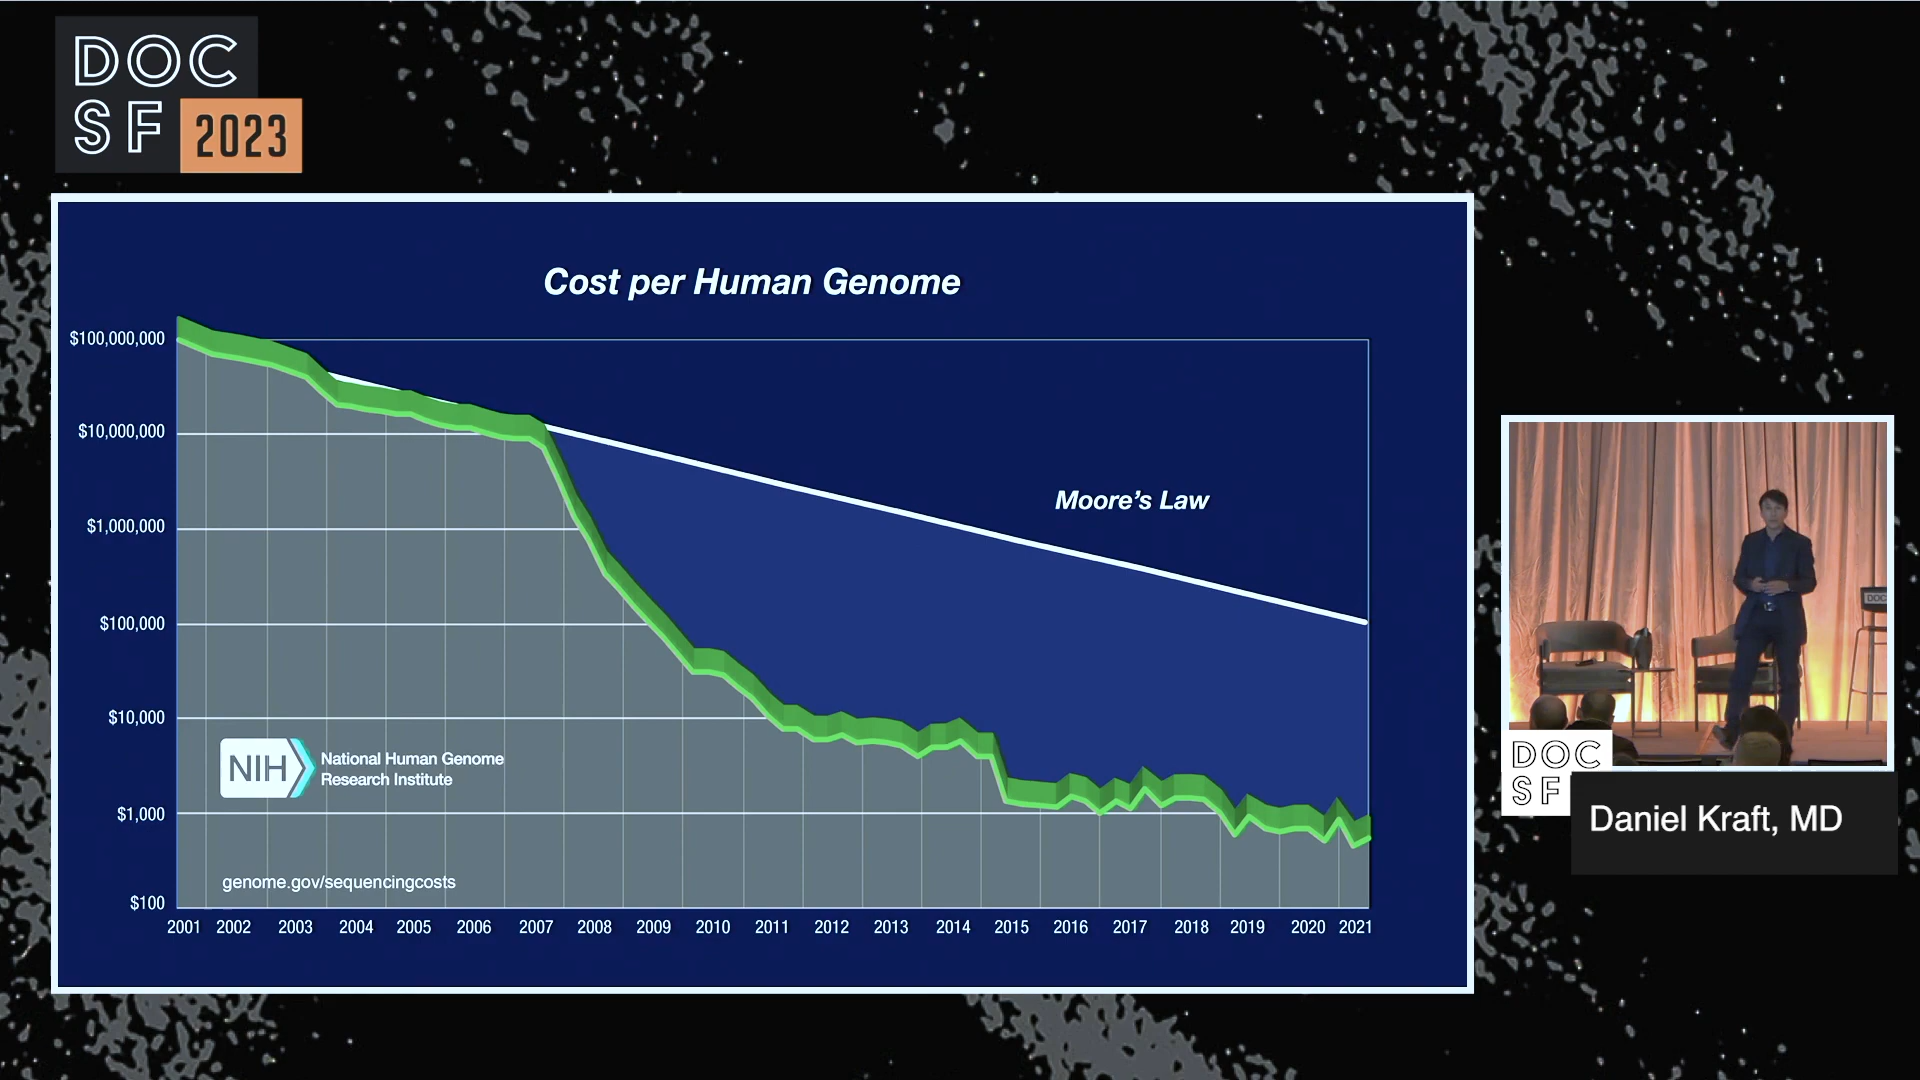 DOC
SF 2023
Cost per Human Genome
$100,000,000
$10,000,000
$1,000,000
$100,000
$10,000
$1,000
$100
Moore's Law
NIH National Human Genome
Research Institute
genome.gov/sequencingcosts
2001 2002 2003 2004 2005 2006 2007 2008 2009 2010 2011 2012 2013 2014 2015 2016 2017 2018 2019 2020 2021
DOC
DOC
SF
Daniel Kraft, MD